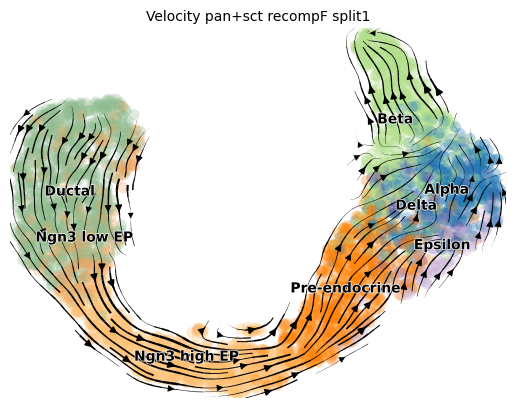 Velocity pan+sct recompF split1
Beta
Ductal
Alpha
Delta
Ngn3 low EP
Epsilon
Pre-endocrine
Ngn3 high EP